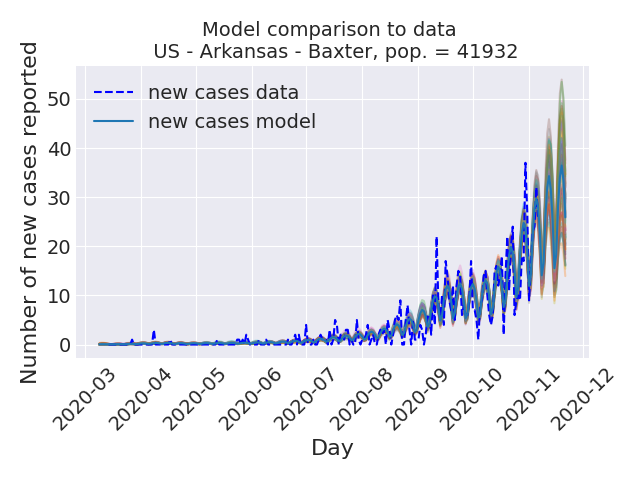 Model comparison to data
US - Arkansas - Baxter, pop. = 41932
Number of new cases reported
50
40
30
20
10
0
new cases data
new cases model
2020-03
2020-04
2020-05
2020-06
2020-07
2020-08
2020-09
2020-10
2020-11
2020-12
Day